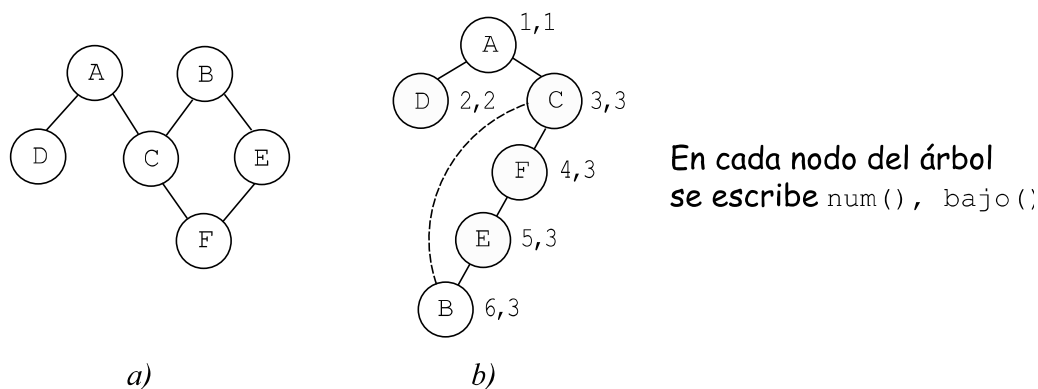 A
B
D
C
E
F
a)
A
1,1
D
2,2
C
3,3
F
4,3
E
5,3
B
6,3
b)
En cada nodo del árbol
se escribe num(), bajo()